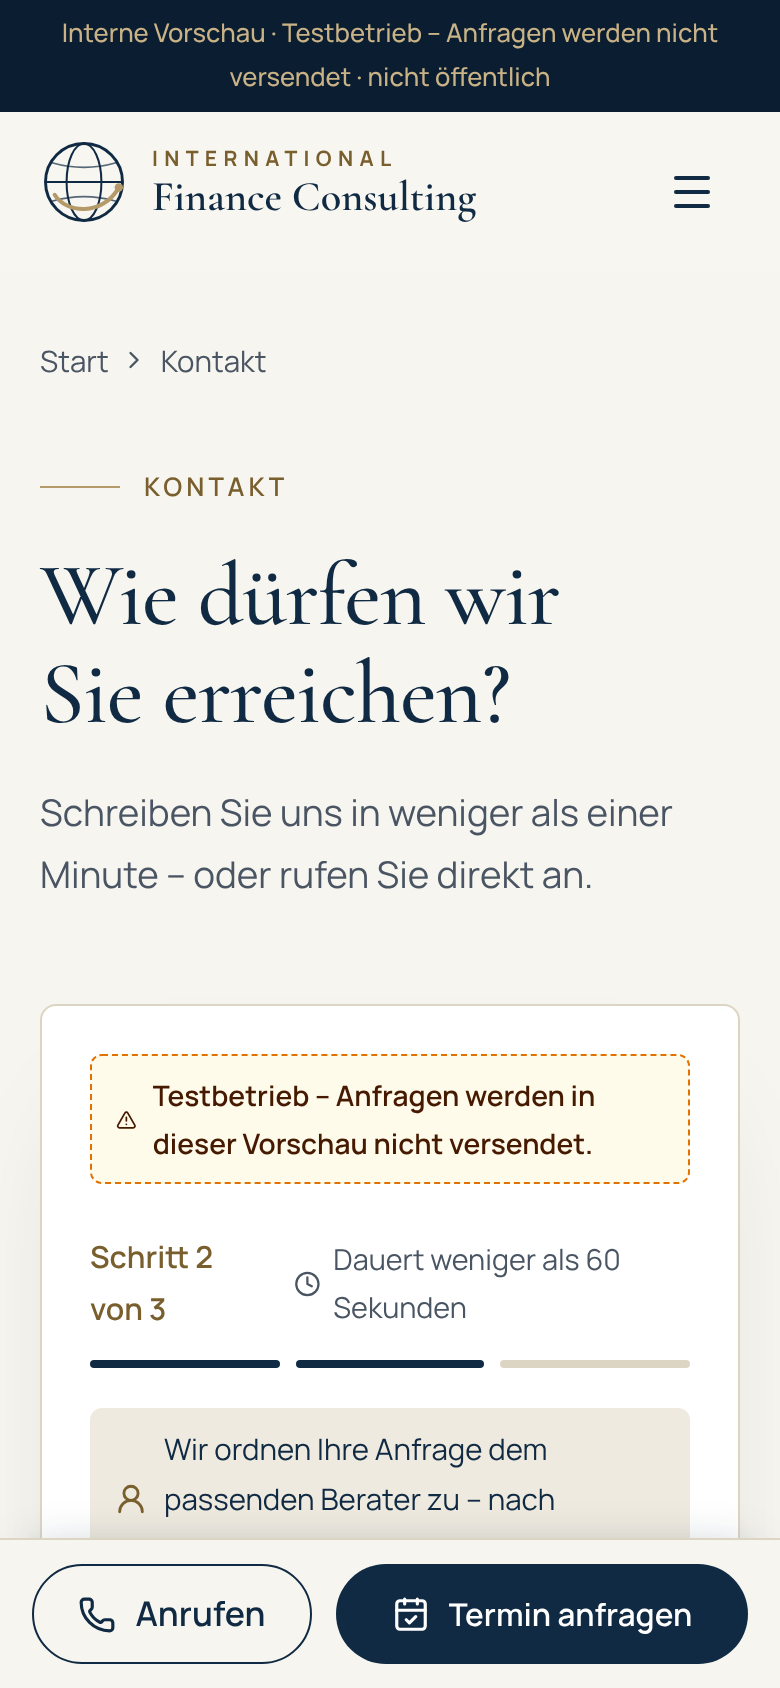 Interne Vorschau · Testbetrieb – Anfragen werden nicht
versendet · nicht öffentlich
INTERNATIONAL
Finance Consulting
Start > Kontakt
KONTAKT
Wie dürfen wir
Sie erreichen?
Schreiben Sie uns in weniger als einer
Minute – oder rufen Sie direkt an.
Testbetrieb – Anfragen werden in
dieser Vorschau nicht versendet.
Schritt 2
von 3
Dauert weniger als 60
Sekunden
Wir ordnen Ihre Anfrage dem
passenden Berater zu – nach
Anrufen
Termin anfragen